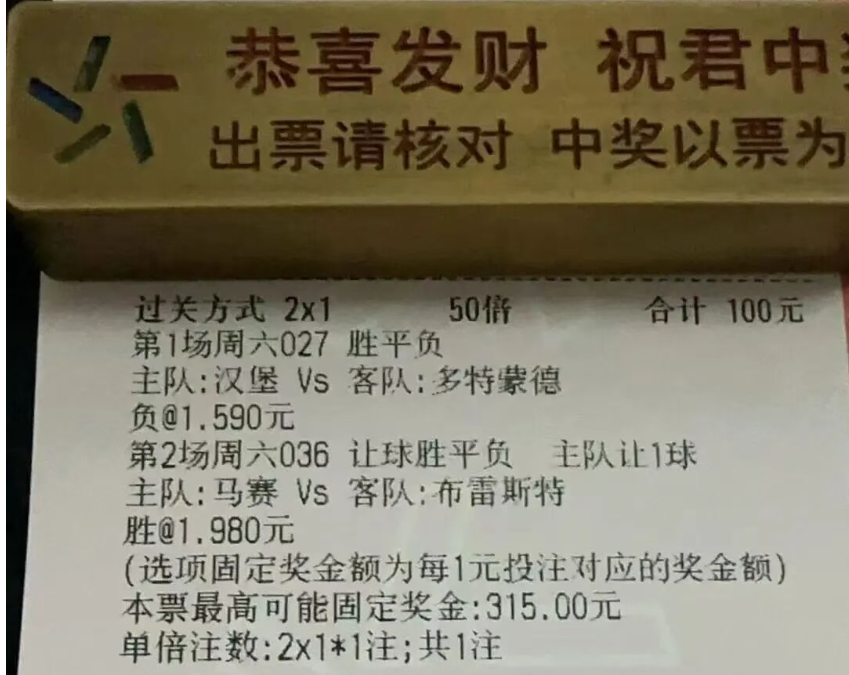 恭喜发财 祝君中
出票请核对 中奖以票为
过关方式 2x1 50倍 合计 100元
第1场周六027 胜平负
主队:汉堡 Vs 客队:多特蒙德
负@1.590元
第2场周六036 让球胜平负 主队让1球
主队:马赛 Vs 客队:布雷斯特
胜@1.980元
(选项固定奖金额为每1元投注对应的奖金额)
本票最高可能固定奖金:315.00元
单倍注数:2x1*1注;共1注